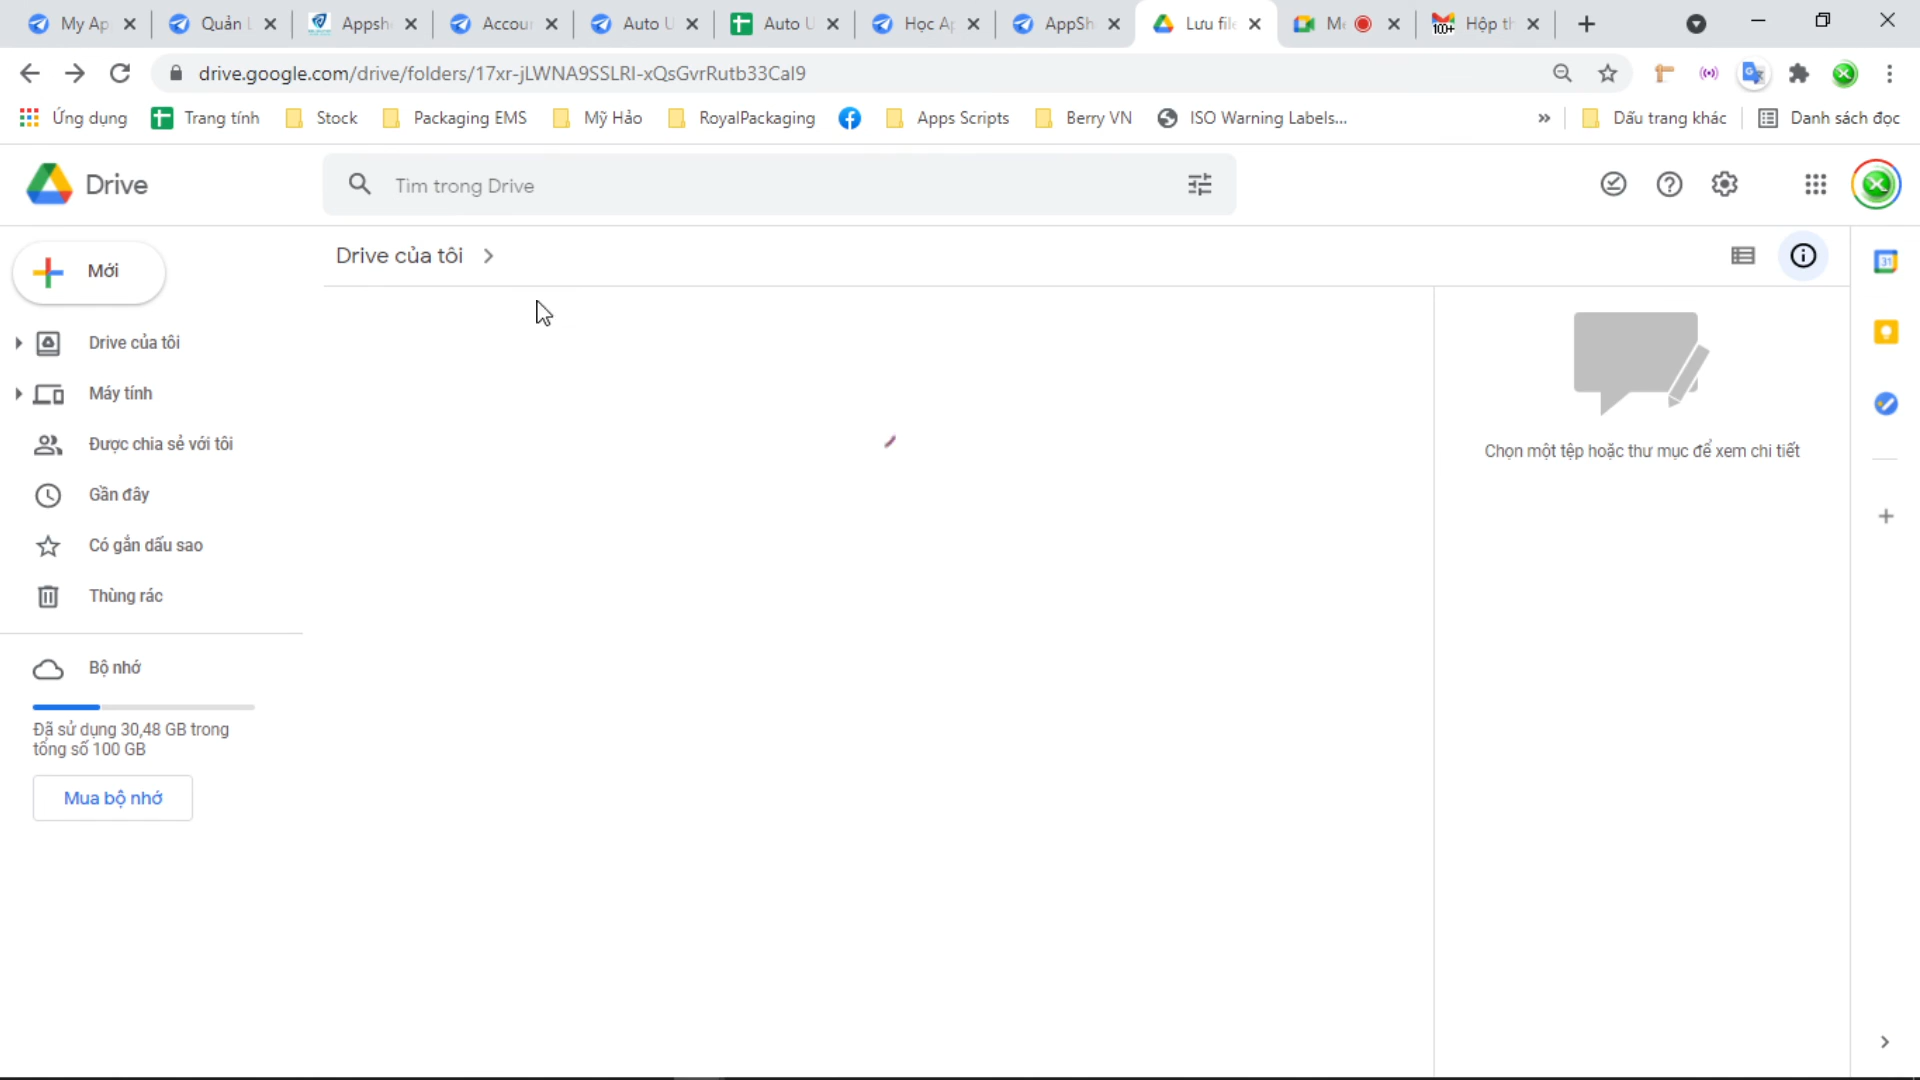 My Ap
Quản L
Appsh
Accou
Auto U
Auto U
Học Ap
AppSh
Lưu file
Me
100+
Hộp th
drive.google.com/drive/folders/17xr-jLWNA9SSLRI-xQsGvrRutb33CaI9
Ứng dụng
Trang tính
Stock
Packaging EMS
Mỹ Hảo
RoyalPackaging
Apps Scripts
Berry VN
ISO Warning Labels...
»
Dấu trang khác
Danh sách đọc
Drive
Tìm trong Drive
Mới
Drive của tôi
Drive của tôi
Máy tính
Được chia sẻ với tôi
Gần đây
Có gắn dấu sao
Thùng rác
Bộ nhớ
Đã sử dụng 30,48 GB trong
tổng số 100 GB
Mua bộ nhớ
Chọn một tệp hoặc thư mục để xem chi tiết
31